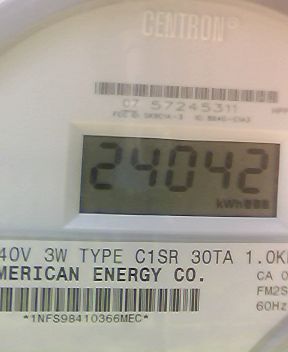 CENTRON®
07 57245311
24042
kWh
40V 3W TYPE C1SR 30TA 1.0K
MERICAN ENERGY CO.
CA 0
FM2S
60Hz
*1NFS98410366MEC*